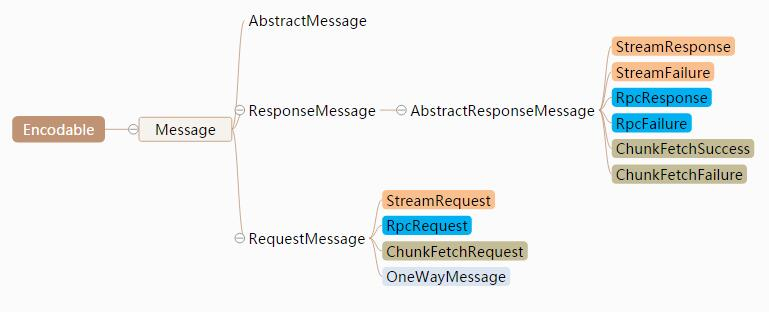 Encodable
Message
AbstractMessage
ResponseMessage
AbstractResponseMessage
StreamResponse
StreamFailure
RpcResponse
RpcFailure
ChunkFetchSuccess
ChunkFetchFailure
RequestMessage
StreamRequest
RpcRequest
ChunkFetchRequest
OneWayMessage